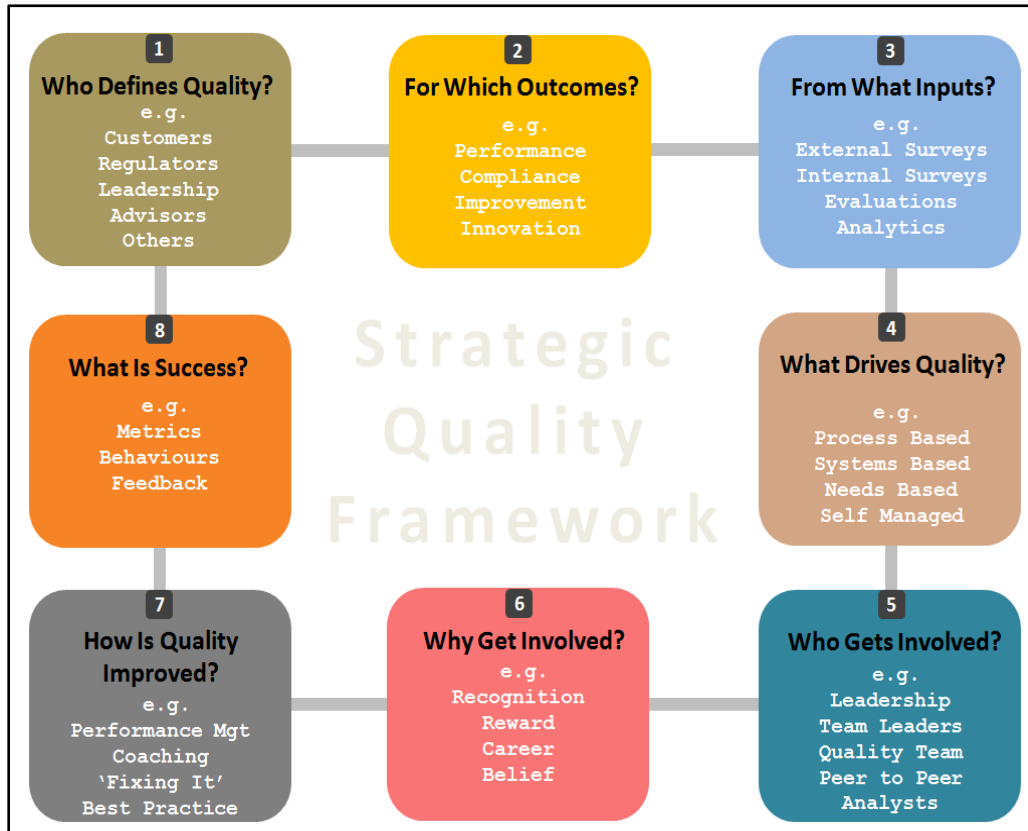 1
Who Defines Quality?
e.g.
Customers
Regulators
Leadership
Advisors
Others
2
For Which Outcomes?
e.g.
Performance
Compliance
Improvement
Innovation
3
From What Inputs?
e.g.
External Surveys
Internal Surveys
Evaluations
Analytics
8
What Is Success?
e.g.
Metrics
Behaviours
Feedback
Strategic
Quality
Framework
4
What Drives Quality?
e.g.
Process Based
Systems Based
Needs Based
Self Managed
7
How Is Quality
Improved?
e.g.
Performance Mgt
Coaching
‘Fixing It’
Best Practice
6
Why Get Involved?
e.g.
Recognition
Reward
Career
Belief
5
Who Gets Involved?
e.g.
Leadership
Team Leaders
Quality Team
Peer to Peer
Analysts